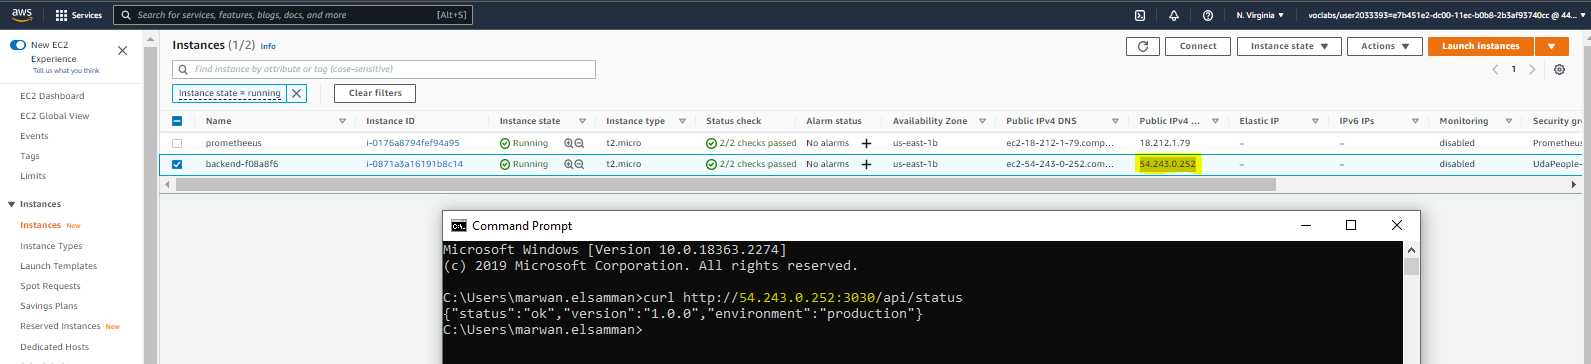 aws Services Search for services, features, blogs, docs, and more [Alt+S] N. Virginia voclabs/user2033393=e7b451e2-dc00-11ec-b0b8-2b3af93740cc @ 44...
New EC2
Experience
Tell us what you think
EC2 Dashboard
EC2 Global View
Events
Tags
Limits
Instances
Instances New
Instance Types
Launch Templates
Spot Requests
Savings Plans
Reserved Instances New
Dedicated Hosts
Instances (1/2) Info Connect Instance state Actions Launch instances
Find instance by attribute or tag (case-sensitive) 1
Instance state = running Clear filters
Name Instance ID Instance state Instance type Status check Alarm status Availability Zone Public IPv4 DNS Public IPv4 ... Elastic IP IPv6 IPs Monitoring Security gro
prometheeus i-0176a8794fef94a95 Running t2.micro 2/2 checks passed No alarms + us-east-1b ec2-18-212-1-79.comp... 18.212.1.79 – – disabled Prometheus
backend-f08a8f6 i-0871a3a16191b8c14 Running t2.micro 2/2 checks passed No alarms + us-east-1b ec2-54-243-0-252.com... 54.243.0.252 – – disabled UdaPeople-
Command Prompt
Microsoft Windows [Version 10.0.18363.2274]
(c) 2019 Microsoft Corporation. All rights reserved.
C:\Users\marwan.elsamman>curl http://54.243.0.252:3030/api/status
{"status":"ok","version":"1.0.0","environment":"production"}
C:\Users\marwan.elsamman>